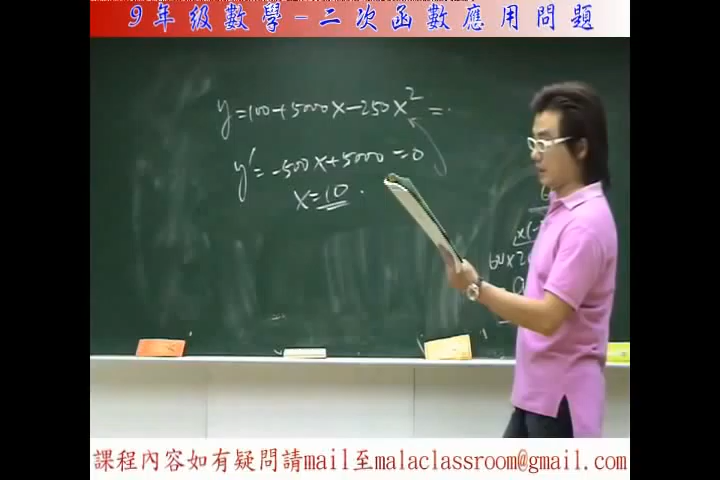 9年級數學-二次函數應用問題
y=100+5000x-250x²=
y'=-500x+5000=0
x=10
課程內容如有疑問請mail至malaclassroom@gmail.com